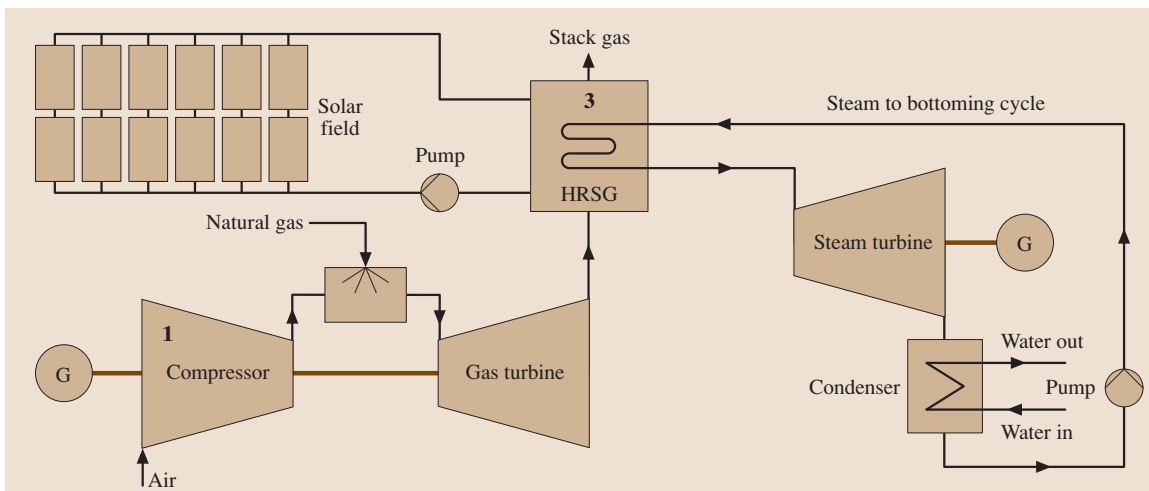 Stack gas
3
Steam to bottoming cycle
Solar
field
Pump
HRSG
Natural gas
Steam turbine
G
1
Compressor
Gas turbine
G
Water out
Condenser
Pump
Water in
Air